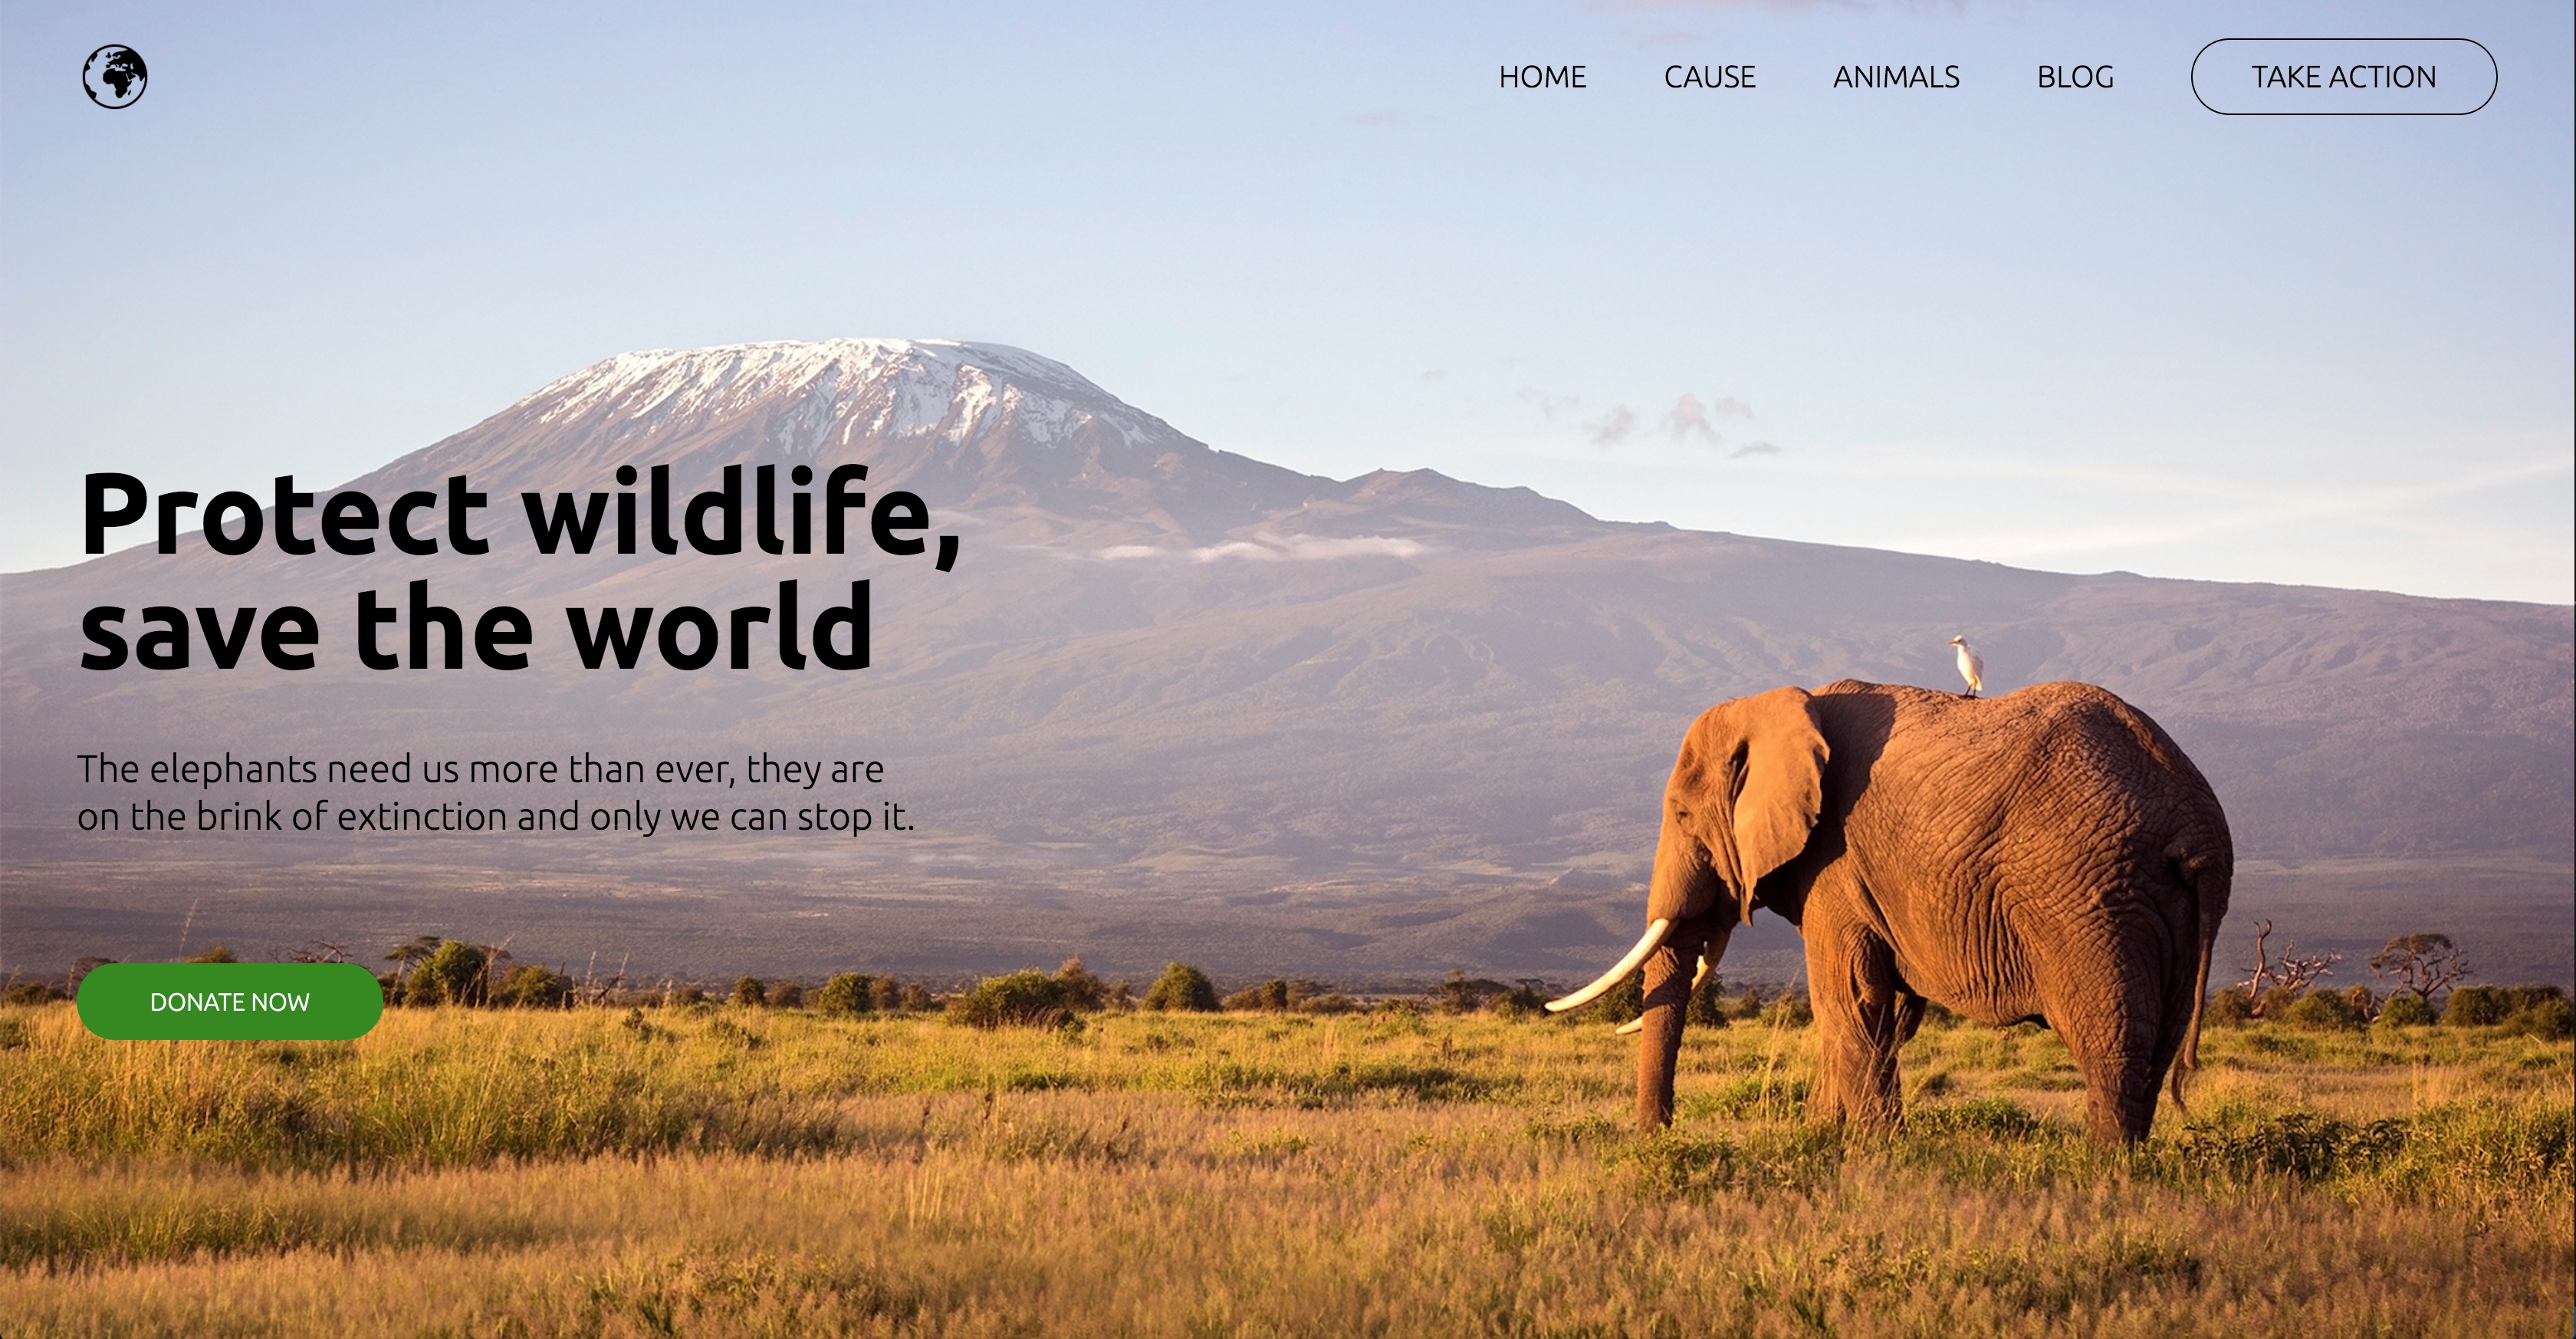 HOME CAUSE ANIMALS BLOG TAKE ACTION
Protect wildlife,
save the world
The elephants need us more than ever, they are
on the brink of extinction and only we can stop it.
DONATE NOW